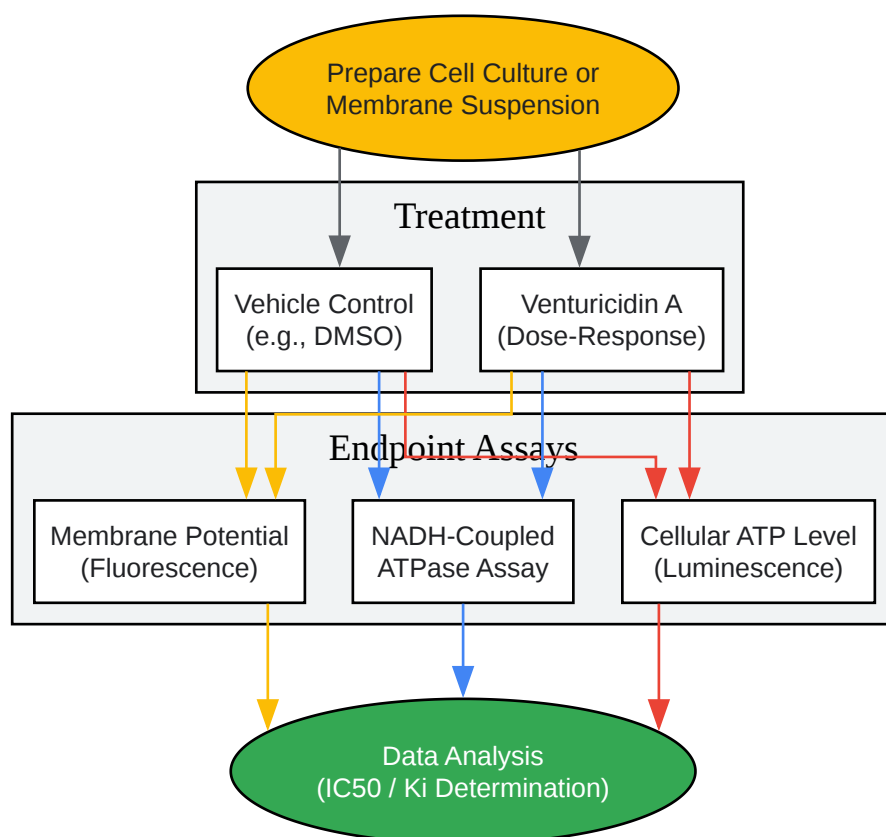 Prepare Cell Culture or
Membrane Suspension
Treatment
Vehicle Control
(e.g., DMSO)
Venturicidin A
(Dose-Response)
Endpoint Assays
Membrane Potential
(Fluorescence)
NADH-Coupled
ATPase Assay
Cellular ATP Level
(Luminescence)
Data Analysis
(IC50 / Ki Determination)